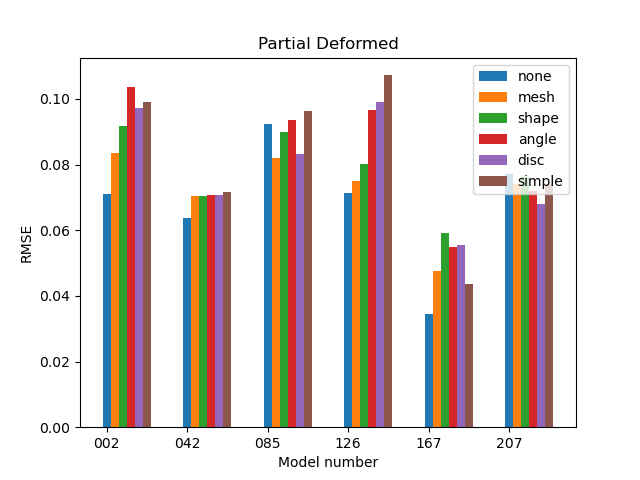 Partial Deformed
none
mesh
shape
angle
disc
simple
RMSE
0.10
0.08
0.06
0.04
0.02
0.00
002 042 085 126 167 207
Model number